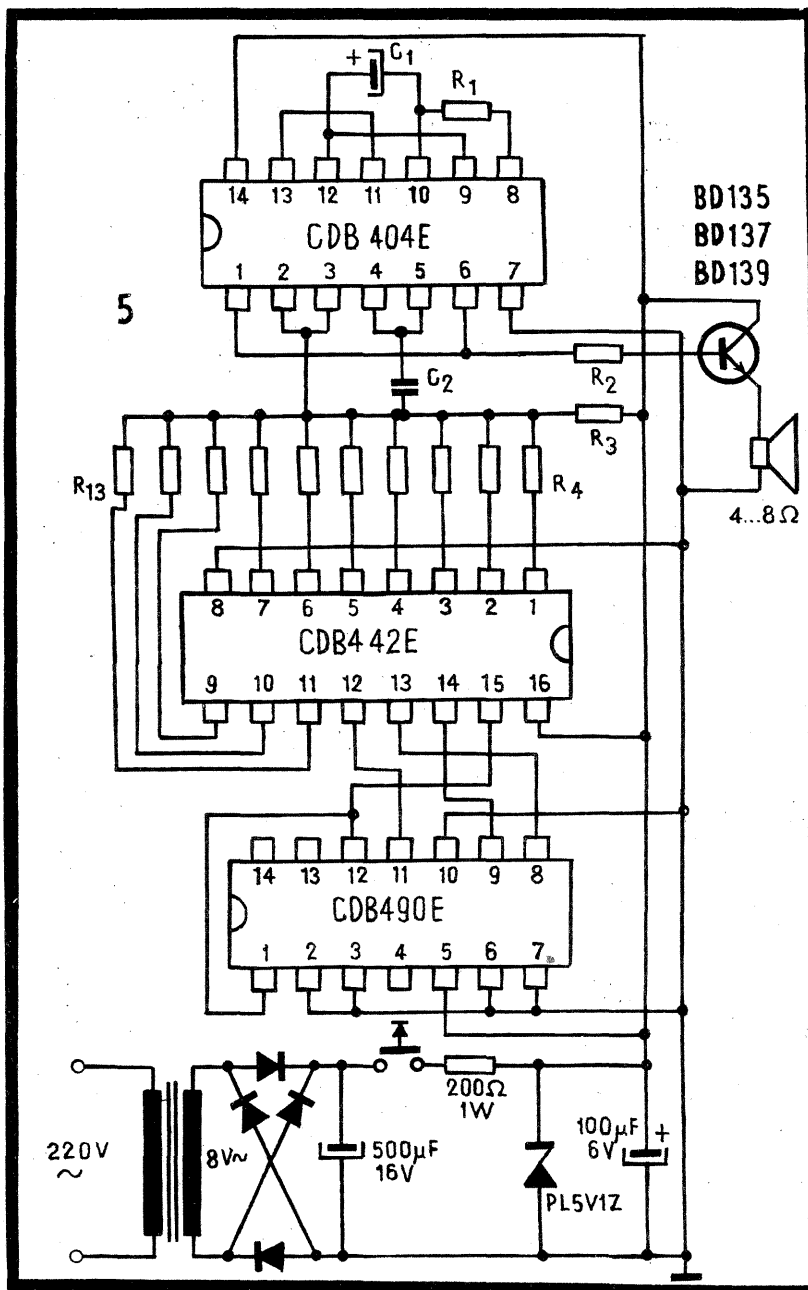 C1
+
R1
14 13 12 11 10 9 8
BD135
CDB 404E
BD137
1 2 3 4 5 6 7
BD139
5
C2
R2
R3
R13
R4
4...8Ω
8 7 6 5 4 3 2 1
CDB442E
9 10 11 12 13 14 15 16
14 13 12 11 10 9 8
CDB490E
1 2 3 4 5 6 7
200Ω
1W
220V
~
8V~
500µF
16V
100µF +
6V
PL5V1Z